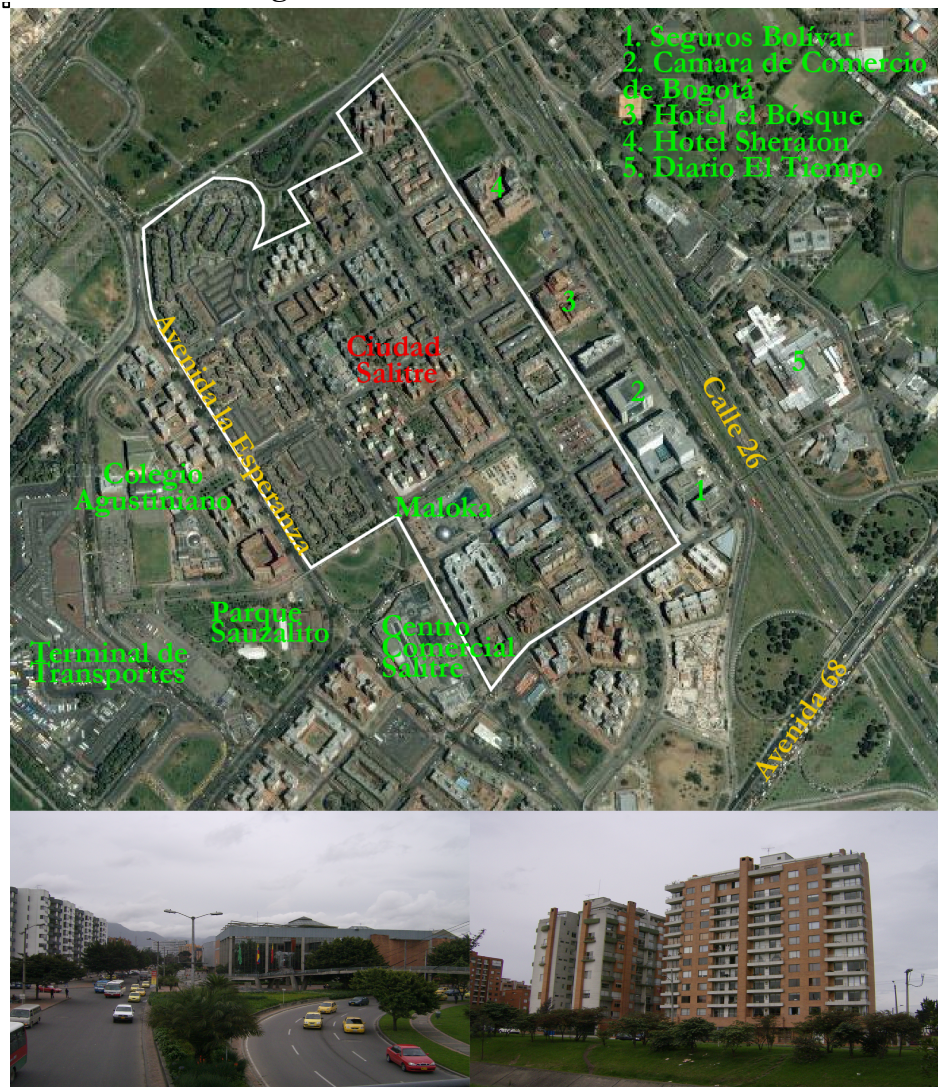 1. Seguros Bolívar
2. Camara de Comercio
de Bogotá
3. Hotel el Bosque
4. Hotel Sheraton
5. Diario El Tiempo
4
3
Avenida la Esperanza
Ciudad
Salitre
5
2
Calle 26
Colegio
Agustiniano
Maloka
1
Parque
Sauzalito
Centro
Comercial
Salitre
Terminal de
Transportes
Avenida 68